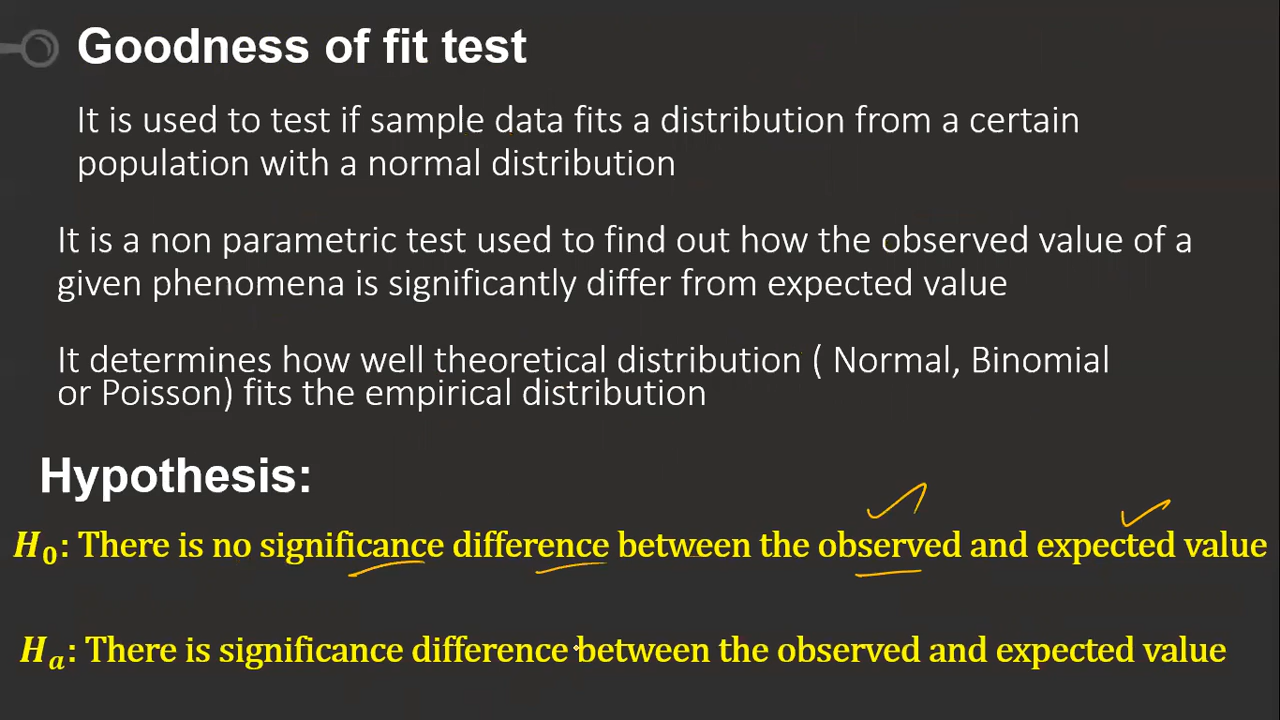 Goodness of fit test
It is used to test if sample data fits a distribution from a certain
population with a normal distribution
It is a non parametric test used to find out how the observed value of a
given phenomena is significantly differ from expected value
It determines how well theoretical distribution ( Normal, Binomial
or Poisson) fits the empirical distribution
Hypothesis:
H₀: There is no significance difference between the observed and expected value
Hₐ: There is significance difference between the observed and expected value